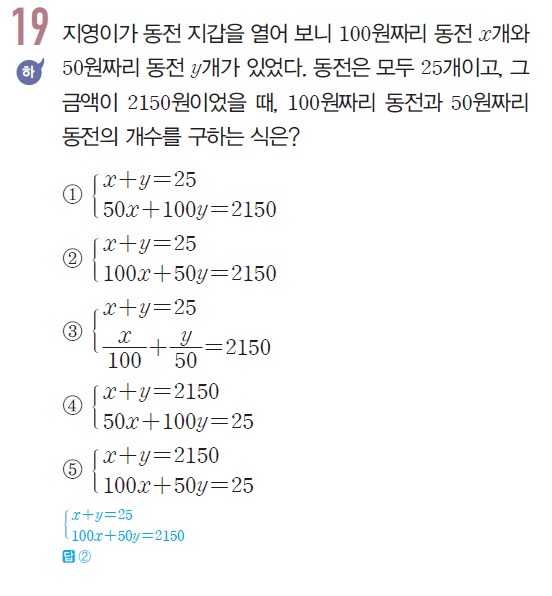 19 지영이가 동전 지갑을 열어 보니 100원짜리 동전 x개와
하 50원짜리 동전 y개가 있었다. 동전은 모두 25개이고, 그
금액이 2150원이었을 때, 100원짜리 동전과 50원짜리
동전의 개수를 구하는 식은?
① { x+y=25
50x+100y=2150
② { x+y=25
100x+50y=2150
③ { x+y=25
x/100 + y/50 =2150
④ { x+y=2150
50x+100y=25
⑤ { x+y=2150
100x+50y=25
{ x+y=25
100x+50y=2150
답 ②